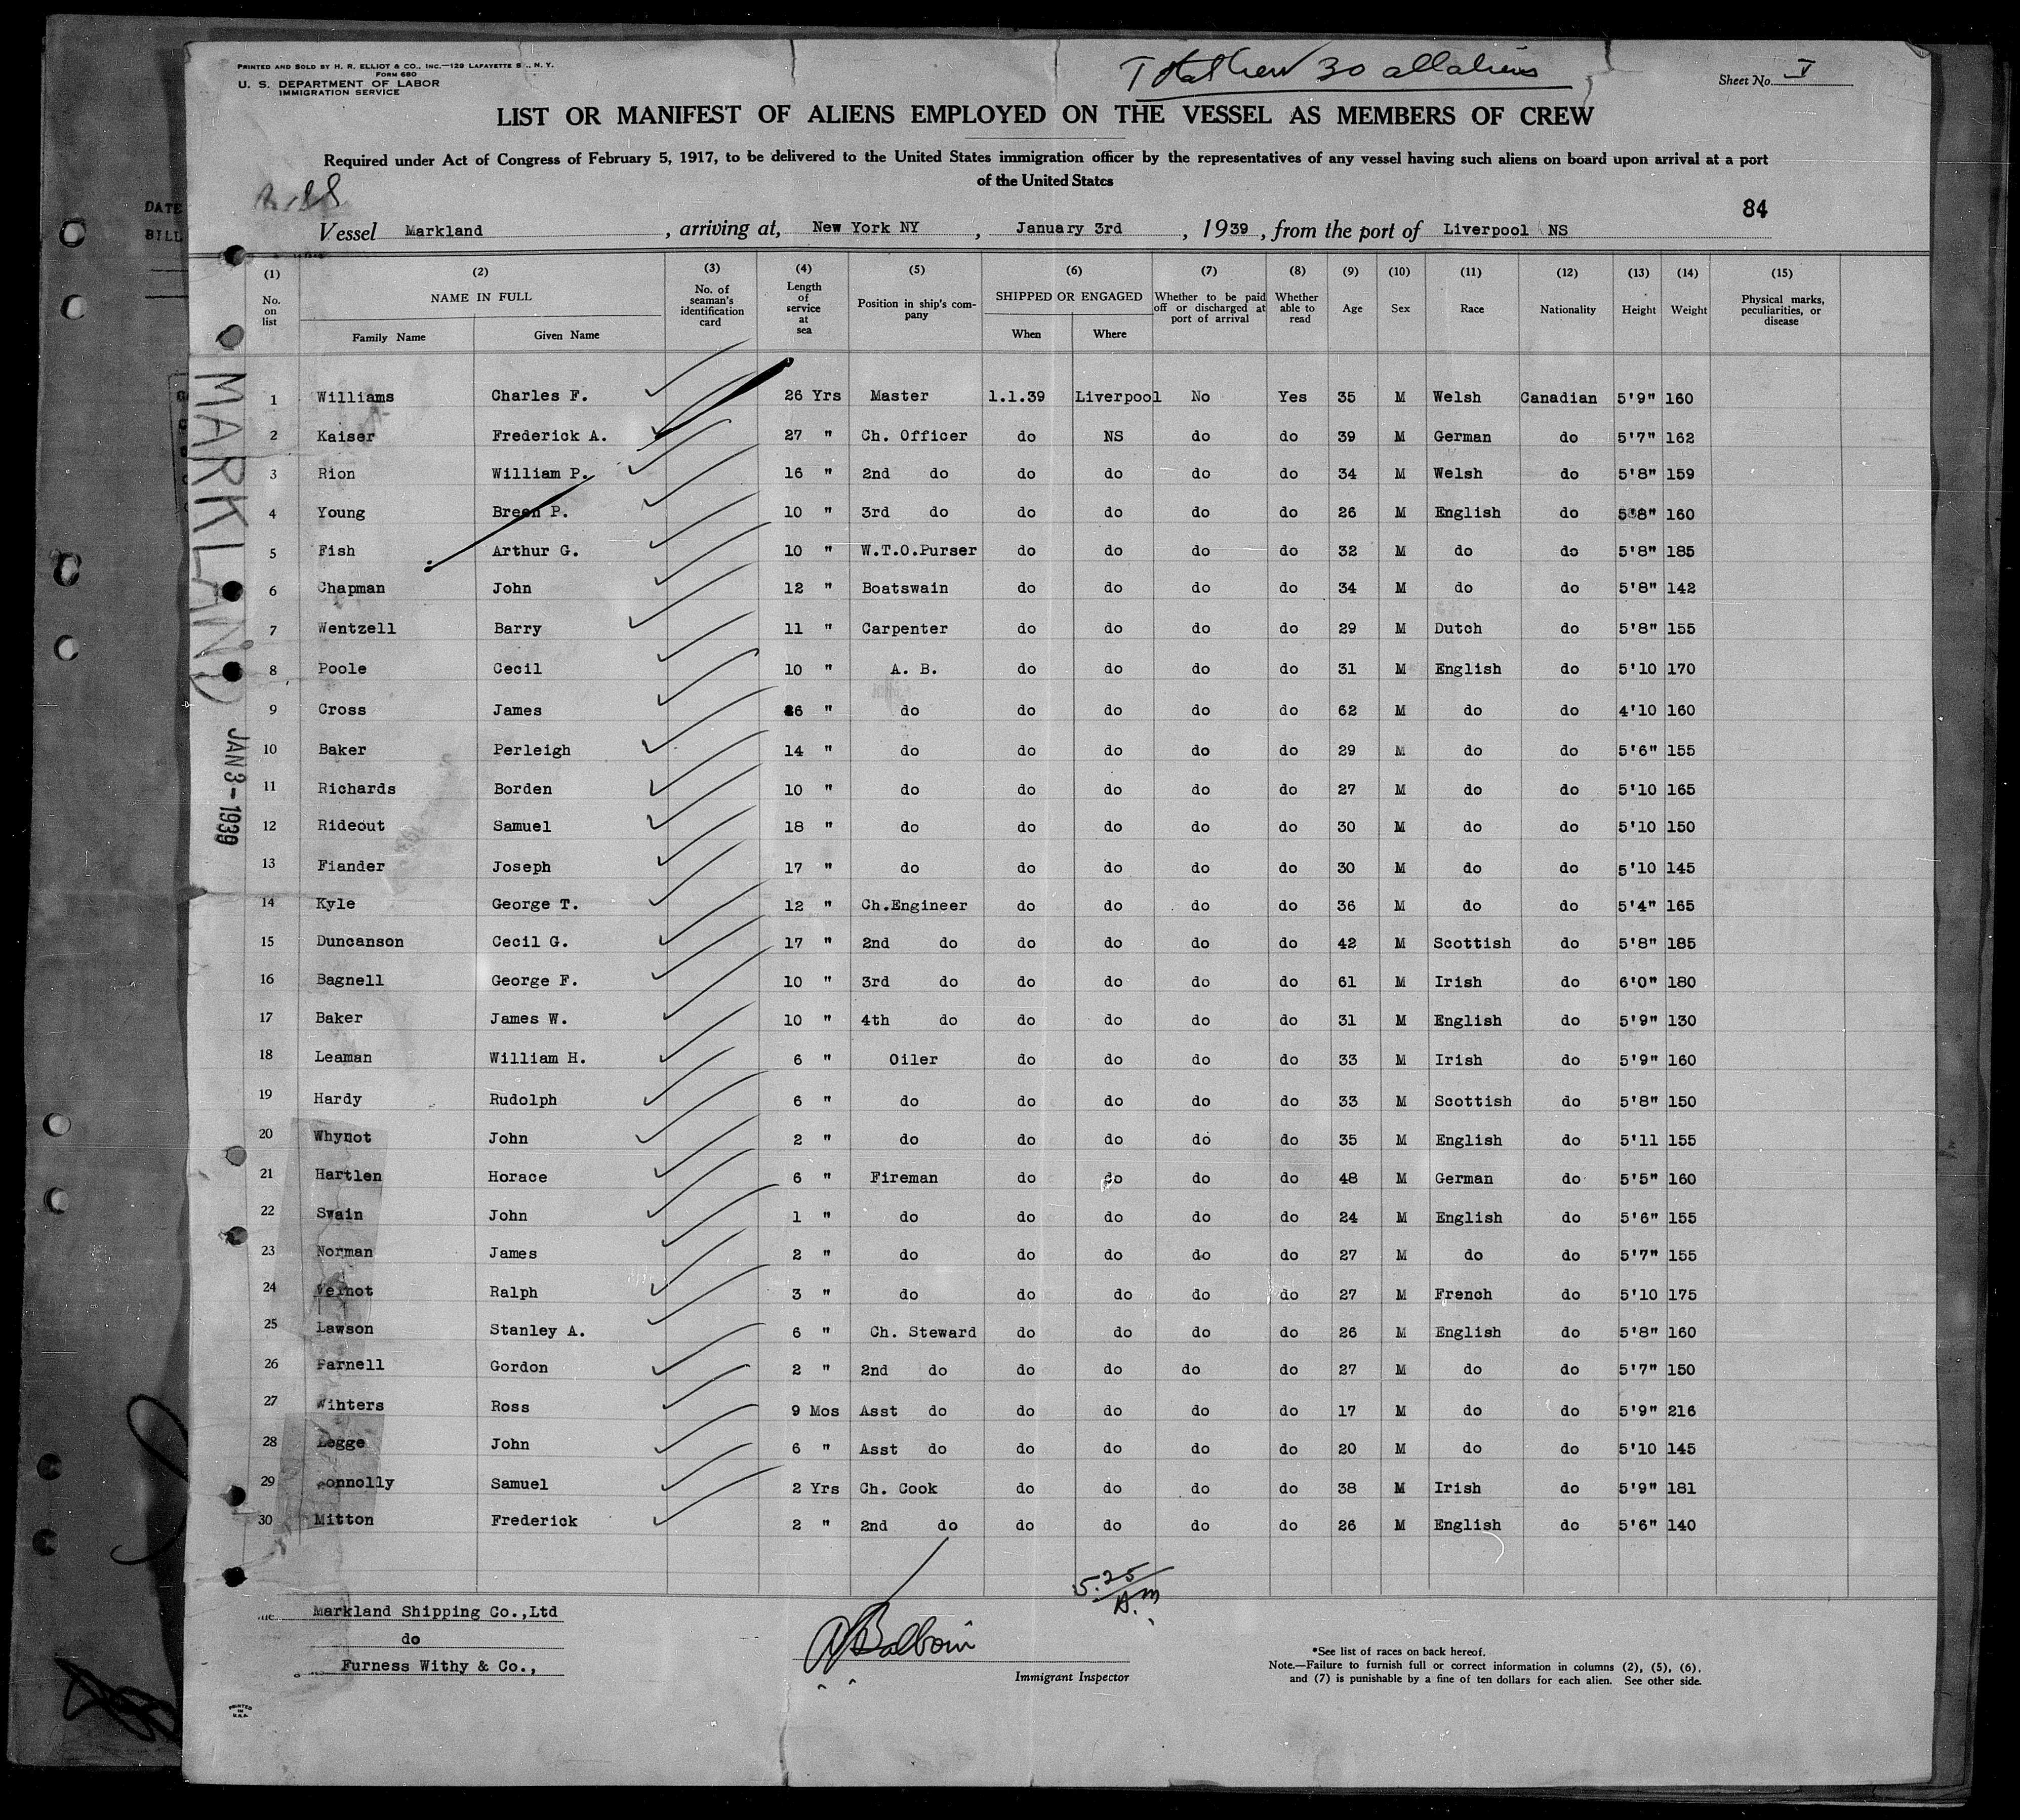 PRINTED AND SOLD BY H. R. ELLIOT & CO., INC.—129 LAFAYETTE S., N. Y.
FORM 680
U. S. DEPARTMENT OF LABOR
IMMIGRATION SERVICE
Total Crew 30 all aliens
Sheet No. I
LIST OR MANIFEST OF ALIENS EMPLOYED ON THE VESSEL AS MEMBERS OF CREW
Required under Act of Congress of February 5, 1917, to be delivered to the United States immigration officer by the representatives of any vessel having such aliens on board upon arrival at a port
of the United States
DATE
BILL
84
Vessel Markland, arriving at, New York NY, January 3rd, 1939, from the port of Liverpool NS
(1) No. on list (2) NAME IN FULL Family Name Given Name (3) No. of seaman's identification card (4) Length of service at sea (5) Position in ship's company (6) SHIPPED OR ENGAGED When Where (7) Whether to be paid off or discharged at port of arrival (8) Whether able to read (9) Age (10) Sex (11) Race (12) Nationality (13) Height (14) Weight (15) Physical marks, peculiarities, or disease
MARKLAND
JAN 3-1939
1 Williams Charles F. 26 Yrs Master 1.1.39 Liverpool No Yes 35 M Welsh Canadian 5'9" 160
2 Kaiser Frederick A. 27 " Ch. Officer do NS do do 39 M German do 5'7" 162
3 Rion William P. 16 " 2nd do do do do do 34 M Welsh do 5'8" 159
4 Young Breen P. 10 " 3rd do do do do do 26 M English do 5'8" 160
5 Fish Arthur G. 10 " W.T.O.Purser do do do do 32 M do do 5'8" 185
6 Chapman John 12 " Boatswain do do do do 34 M do do 5'8" 142
7 Wentzell Barry 11 " Carpenter do do do do 29 M Dutch do 5'8" 155
8 Poole Cecil 10 " A. B. do do do do 31 M English do 5'10 170
9 Cross James " do do do do do 62 M do do 4'10 160
10 Baker Perleigh 14 " do do do do do 29 M do do 5'6" 155
11 Richards Borden 10 " do do do do do 27 M do do 5'10 165
12 Rideout Samuel 18 " do do do do do 30 M do do 5'10 150
13 Fiander Joseph 17 " do do do do do 30 M do do 5'10 145
14 Kyle George T. 12 " Ch.Engineer do do do do 36 M do do 5'4" 165
15 Duncanson Cecil G. 17 " 2nd do do do do do 42 M Scottish do 5'8" 185
16 Bagnell George F. 10 " 3rd do do do do do 61 M Irish do 6'0" 180
17 Baker James W. 10 " 4th do do do do do 31 M English do 5'9" 130
18 Leaman William H. 6 " Oiler do do do do 33 M Irish do 5'9" 160
19 Hardy Rudolph 6 " do do do do do 33 M Scottish do 5'8" 150
20 Whynot John 2 " do do do do do 35 M English do 5'11 155
21 Hartlen Horace 6 " Fireman do do do do 48 M German do 5'5" 160
22 Swain John 1 " do do do do do 24 M English do 5'6" 155
23 Norman James 2 " do do do do do 27 M do do 5'7" 155
24 Veinot Ralph 3 " do do do do do 27 M French do 5'10 175
25 Lawson Stanley A. 6 " Ch. Steward do do do do 26 M English do 5'8" 160
26 Parnell Gordon 2 " 2nd do do do do do 27 M do do 5'7" 150
27 Wihters Ross 9 Mos Asst do do do do do 17 M do do 5'9" 216
28 Legge John 6 " Asst do do do do do 20 M do do 5'10 145
29 Connolly Samuel 2 Yrs Ch. Cook do do do do 38 M Irish do 5'9" 181
30 Mitton Frederick 2 " 2nd do do do do do 26 M English do 5'6" 140
5.25 A.m
Markland Shipping Co.,Ltd
do
Furness Withy & Co.,
Immigrant Inspector
*See list of races on back hereof.
Note.—Failure to furnish full or correct information in columns (2), (5), (6),
and (7) is punishable by a fine of ten dollars for each alien. See other side.
PRINTED
IN
U.S.A.